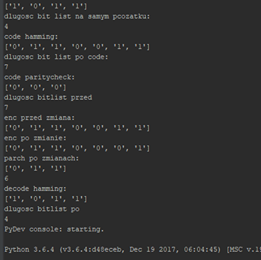 ['1', '0', '1', '1']
dlugosc bit list na samym pcozatku:
4
code hamming:
['0', '1', '1', '0', '0', '1', '1']
dlugosc bit list po code:
7
code paritycheck:
['0', '0', '0']
dlugosc bitlist przed
7
enc przed zmiana:
['0', '1', '1', '0', '0', '1', '1']
enc po zmianie:
['0', '1', '1', '0', '0', '0', '1']
parch po zmianach:
['0', '1', '1']
6
decode hamming:
['1', '0', '1', '1']
dlugosc bitlist po
4
PyDev console: starting.
Python 3.6.4 (v3.6.4:d48eceb, Dec 19 2017, 06:04:45) [MSC v.19